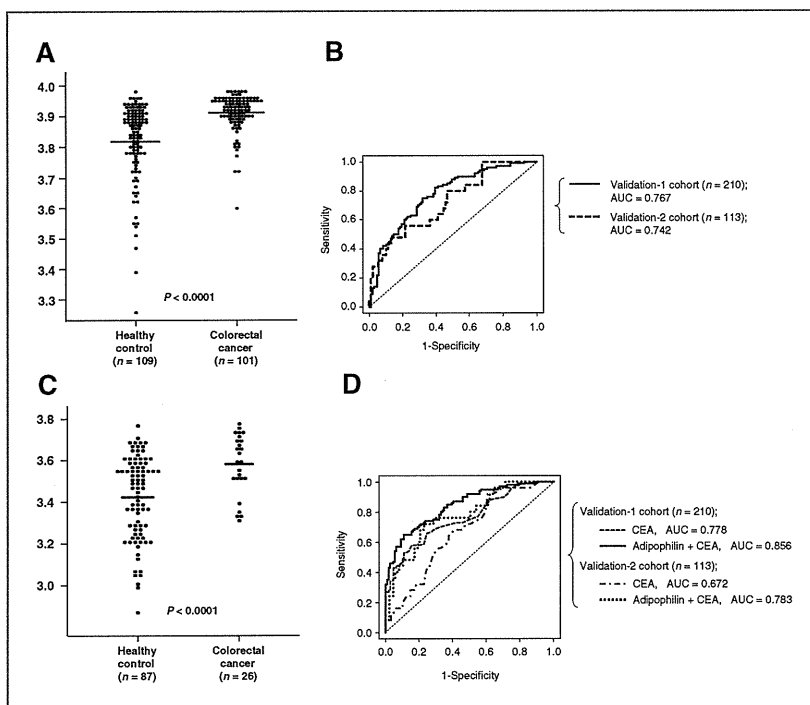 A
4.0
3.9
3.8
3.7
3.6
3.5
3.4
3.3
P < 0.0001
Healthy control (n = 109)
Colorectal cancer (n = 101)
B
Sensitivity
1.0
0.8
0.6
0.4
0.2
0.0
0.0 0.2 0.4 0.6 0.8 1.0
1-Specificity
Validation-1 cohort (n = 210);
AUC = 0.767
Validation-2 cohort (n = 113);
AUC = 0.742
C
3.8
3.6
3.4
3.2
3.0
P < 0.0001
Healthy control (n = 87)
Colorectal cancer (n = 26)
D
Sensitivity
1.0
0.8
0.6
0.4
0.2
0.0
0.0 0.2 0.4 0.6 0.8 1.0
1-Specificity
Validation-1 cohort (n = 210);
CEA, AUC = 0.778
Adipophilin + CEA, AUC = 0.856
Validation-2 cohort (n = 113);
CEA, AUC = 0.672
Adipophilin + CEA, AUC = 0.783